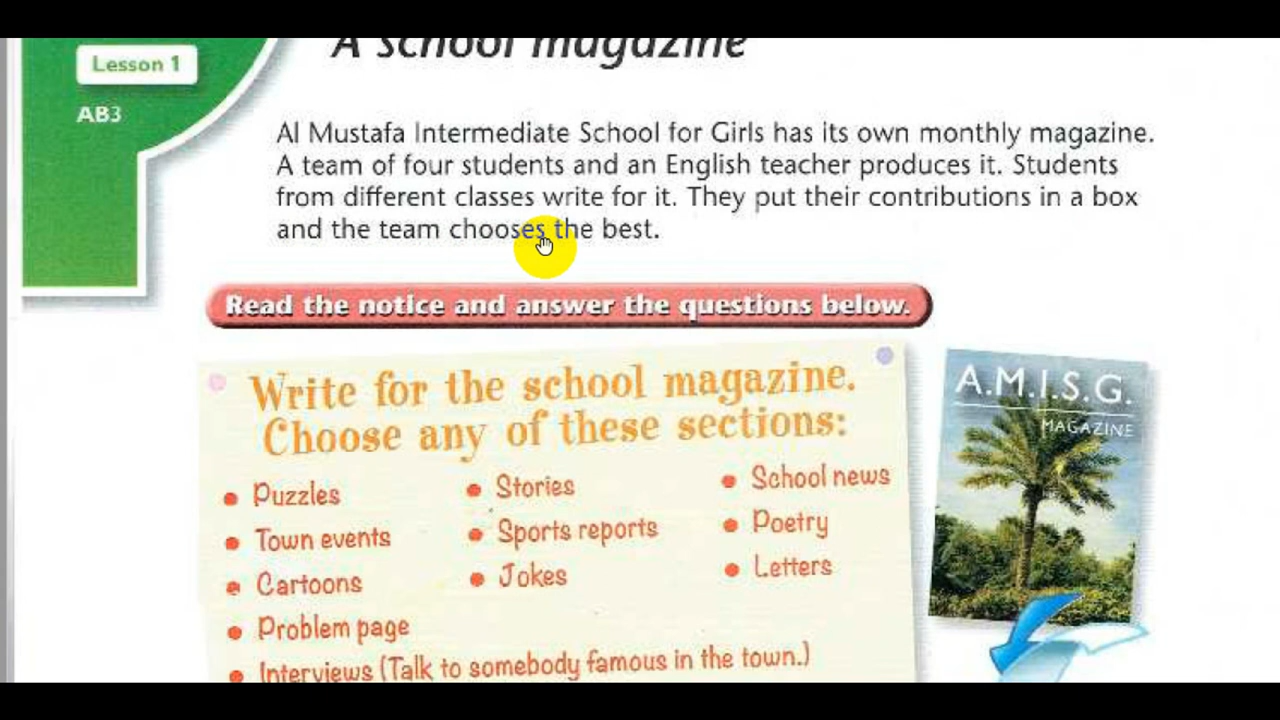 A school magazine
Lesson 1
AB3
Al Mustafa Intermediate School for Girls has its own monthly magazine.
A team of four students and an English teacher produces it. Students
from different classes write for it. They put their contributions in a box
and the team chooses the best.
Read the notice and answer the questions below.
Write for the school magazine.
Choose any of these sections:
• Puzzles
• Town events
• Cartoons
• Problem page
• Interviews (Talk to somebody famous in the town.)
• Stories
• Sports reports
• Jokes
• School news
• Poetry
• Letters
A.M.I.S.G.
MAGAZINE